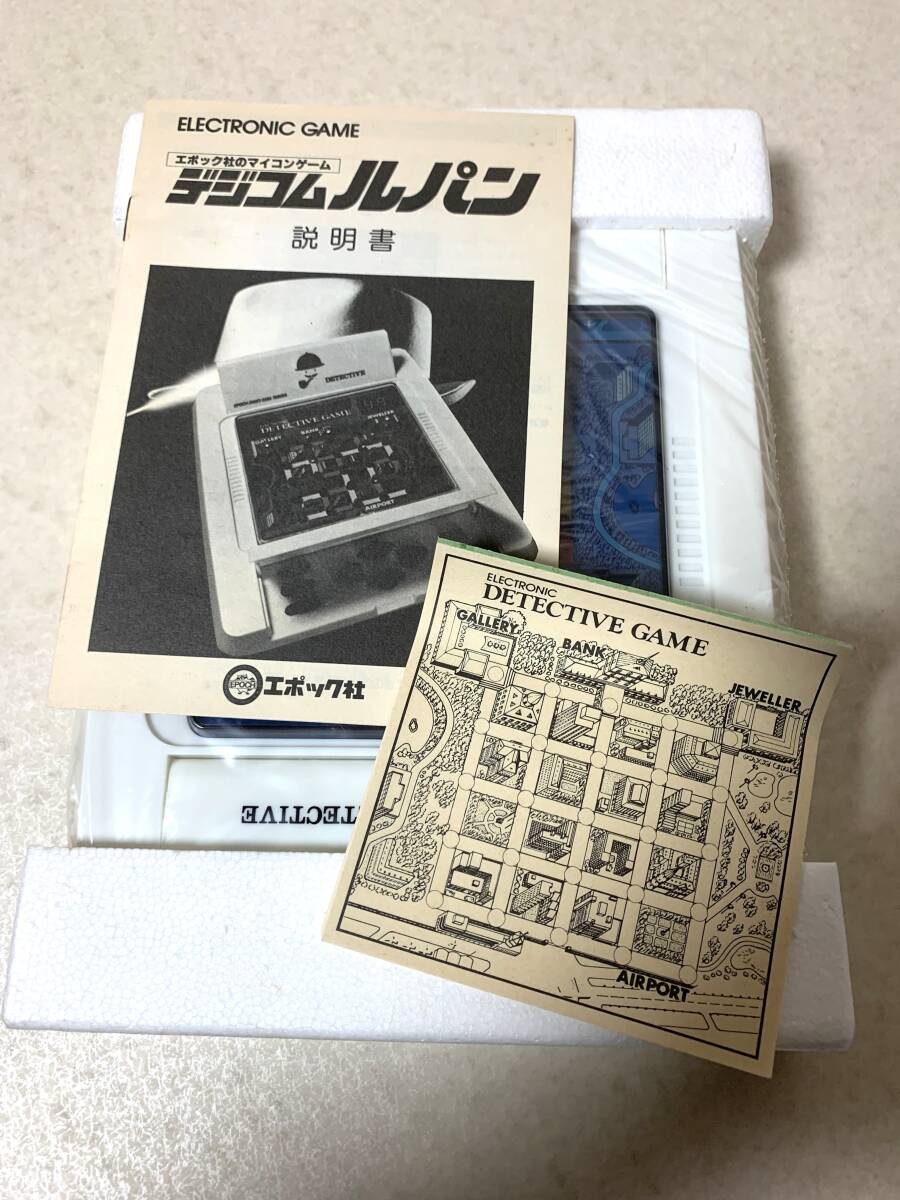 ELECTRONIC GAME
エポック社のマイコンゲーム
デジコムルパン
説明書
DETECTIVE
DETECTIVE GAME
GALLERY
BANK
JEWELLER
AIRPORT
EPOCH
エポック社
ELECTRONIC
DETECTIVE GAME
GALLERY
BANK
JEWELLER
AIRPORT
TECTIVE